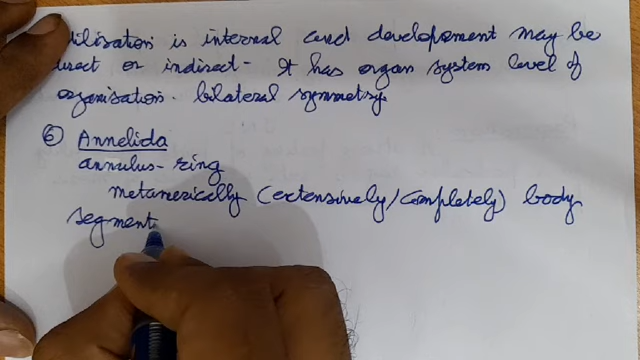 ilisation is internal and development may be
direct or indirect - It has organ system level of
organisation. bilateral symmetry.
⑥ Annelida
annulus - ring
metamerically (extensively/completely) body
segment